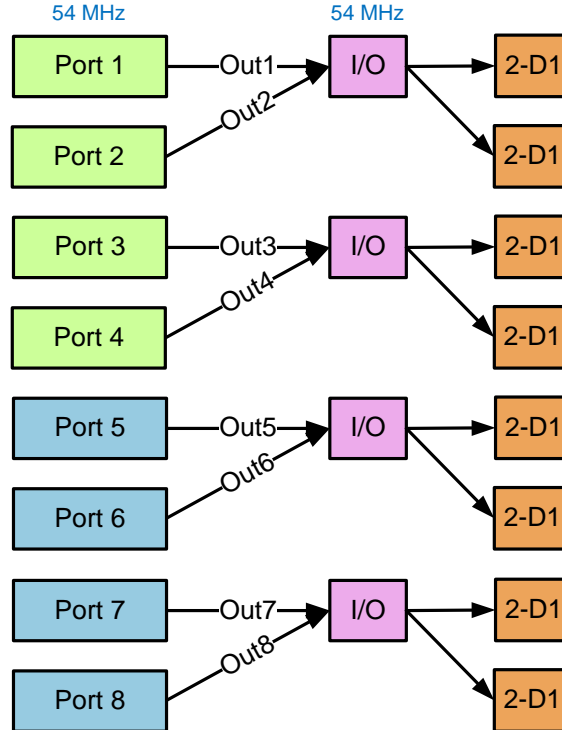 54 MHz 54 MHz
Port 1 Out1 I/O 2-D1
Port 2 Out2 2-D1
Port 3 Out3 I/O 2-D1
Port 4 Out4 2-D1
Port 5 Out5 I/O 2-D1
Port 6 Out6 2-D1
Port 7 Out7 I/O 2-D1
Port 8 Out8 2-D1